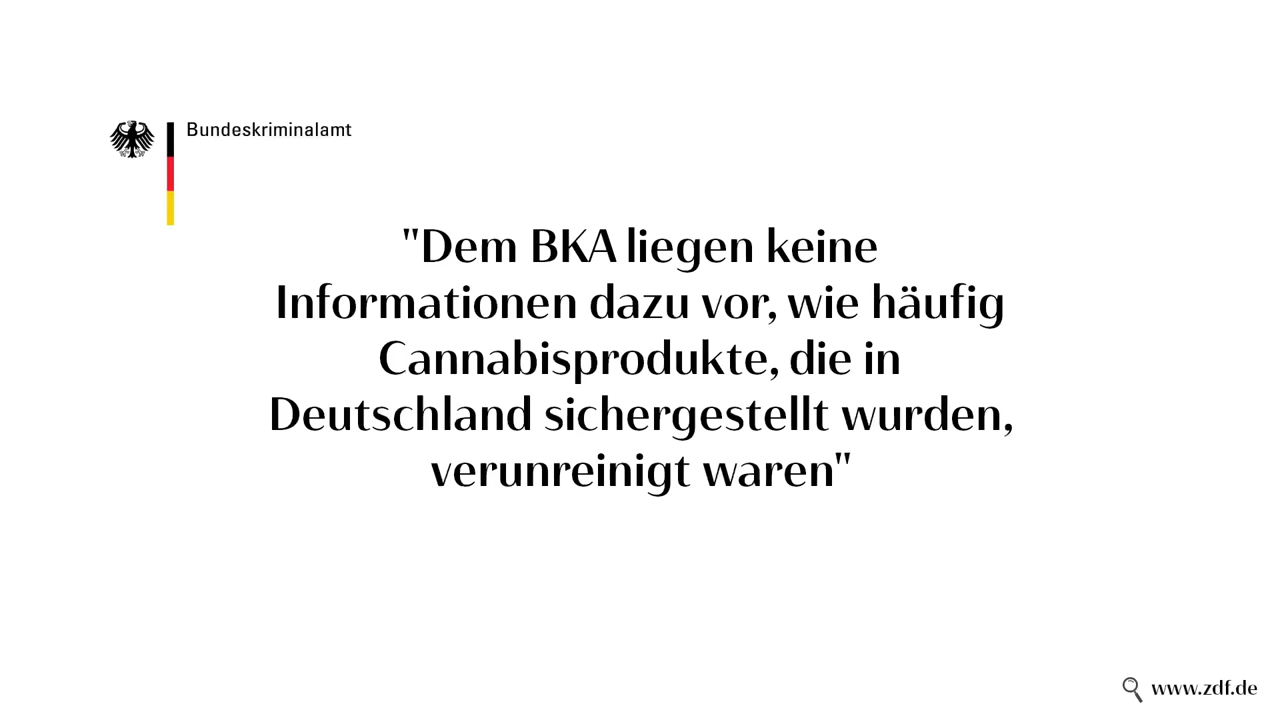 Bundeskriminalamt
"Dem BKA liegen keine
Informationen dazu vor, wie häufig
Cannabisprodukte, die in
Deutschland sichergestellt wurden,
verunreinigt waren"
www.zdf.de